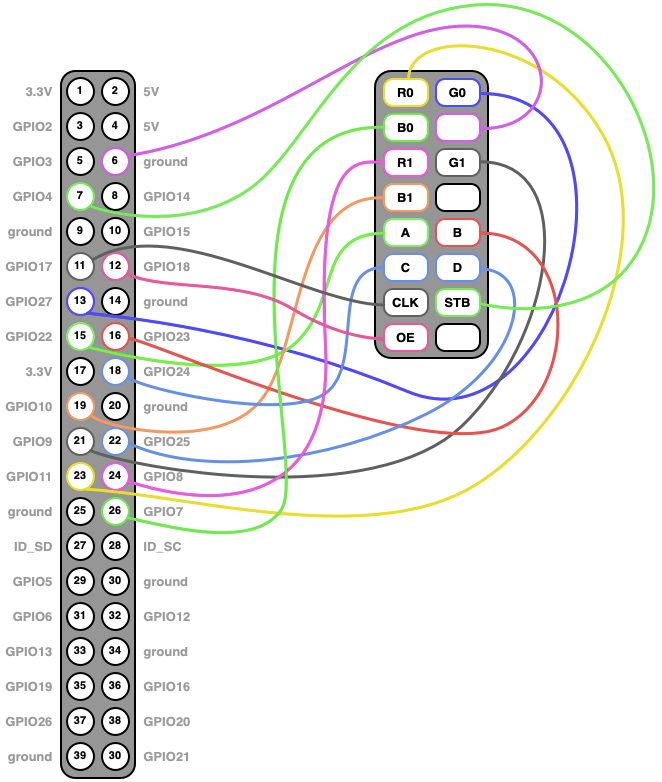 3.3V 1 2 5V R0 G0
GPIO2 3 4 5V B0
GPIO3 5 6 ground R1 G1
GPIO4 7 8 GPIO14 B1
ground 9 10 GPIO15 A B
GPIO17 11 12 GPIO18 C D
GPIO27 13 14 ground CLK STB
GPIO22 15 16 GPIO23 OE
3.3V 17 18 GPIO24
GPIO10 19 20 ground
GPIO9 21 22 GPIO25
GPIO11 23 24 GPIO8
ground 25 26 GPIO7
ID_SD 27 28 ID_SC
GPIO5 29 30 ground
GPIO6 31 32 GPIO12
GPIO13 33 34 ground
GPIO19 35 36 GPIO16
GPIO26 37 38 GPIO20
ground 39 30 GPIO21